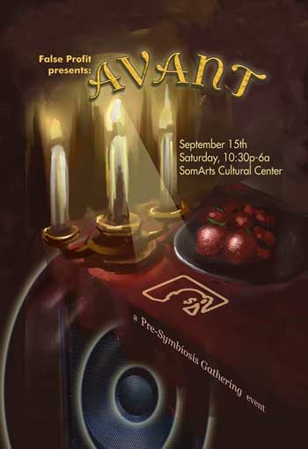 False Profit
presents:
AVANT
September 15th
Saturday, 10:30p-6a
SomArts Cultural Center
a Pre-Symbiosis Gathering event